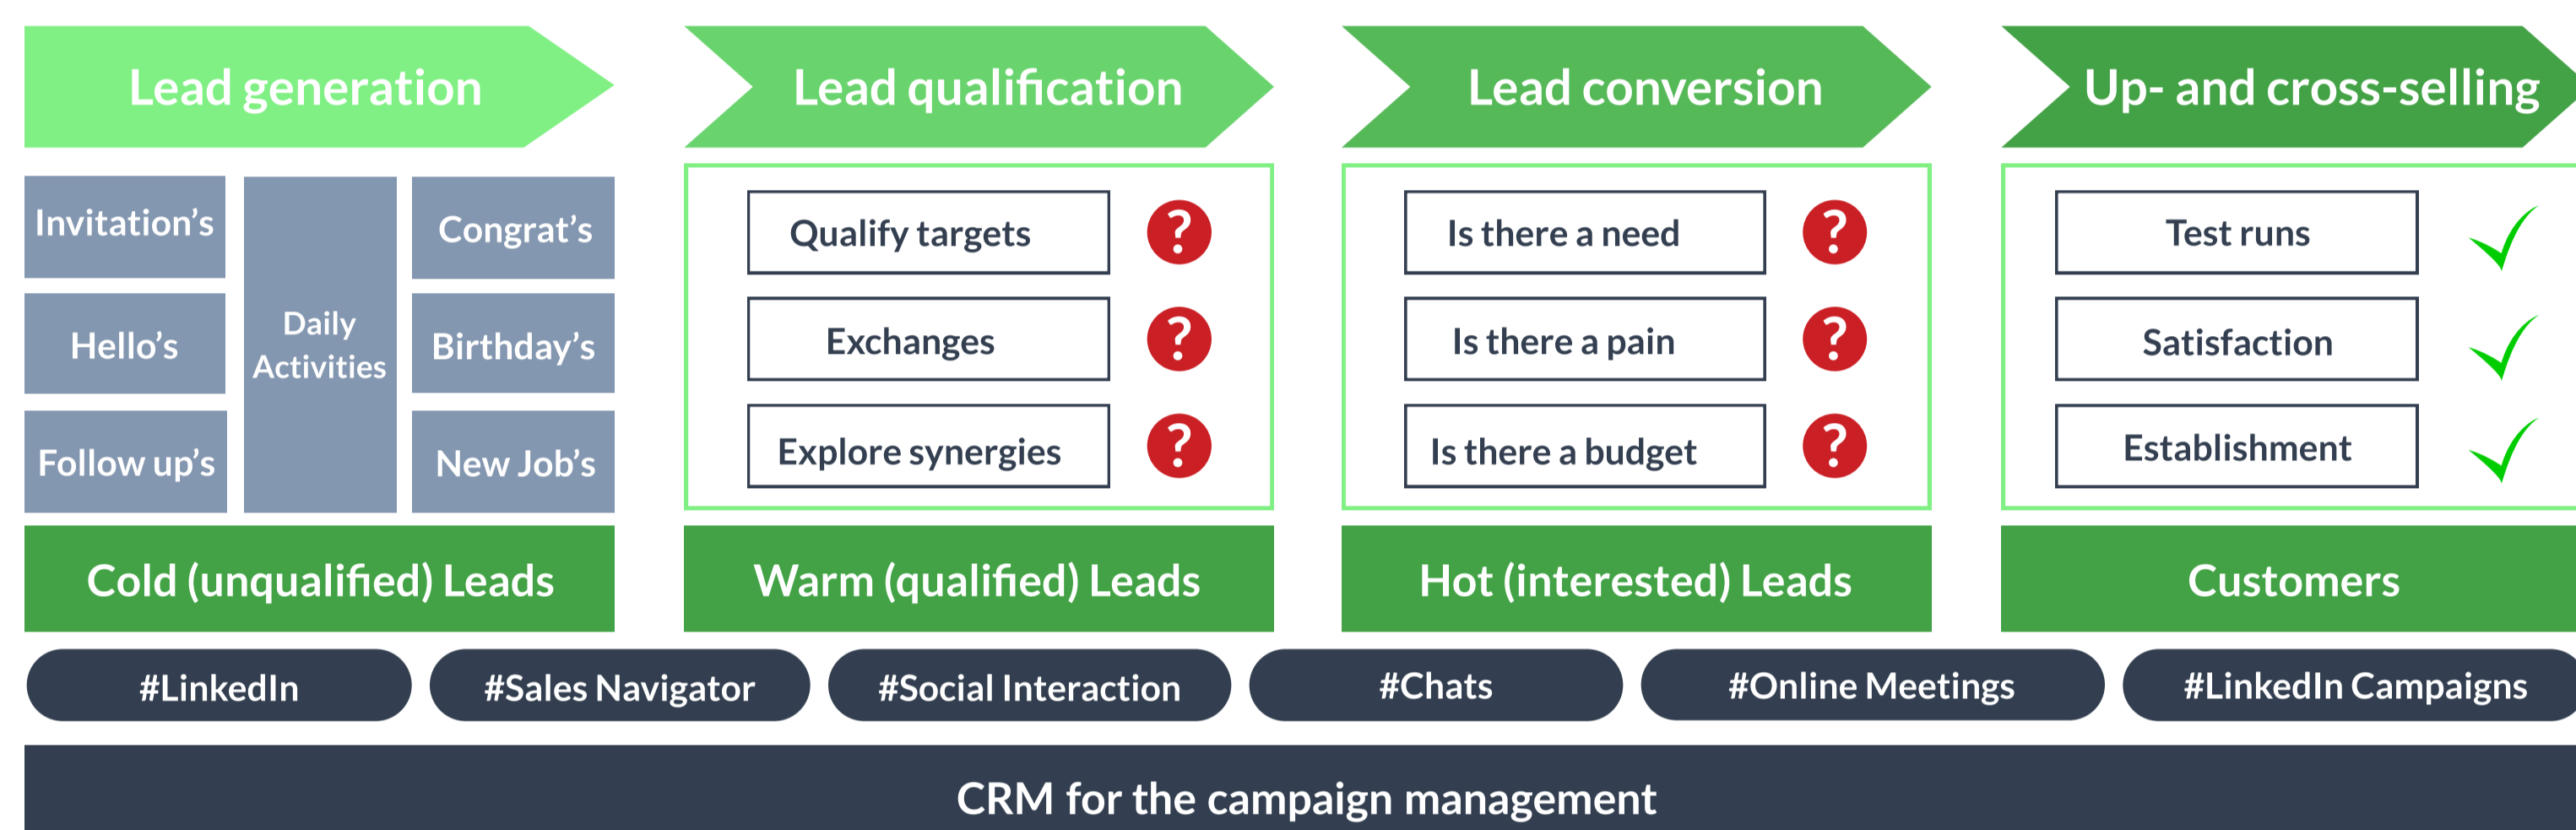 Lead generation
Lead qualification
Lead conversion
Up- and cross-selling
Invitation's
Hello's
Follow up's
Daily
Activities
Congrat's
Birthday's
New Job's
Qualify targets
?
Exchanges
?
Explore synergies
?
Is there a need
?
Is there a pain
?
Is there a budget
?
Test runs
Satisfaction
Establishment
Cold (unqualified) Leads
Warm (qualified) Leads
Hot (interested) Leads
Customers
#LinkedIn
#Sales Navigator
#Social Interaction
#Chats
#Online Meetings
#LinkedIn Campaigns
CRM for the campaign management